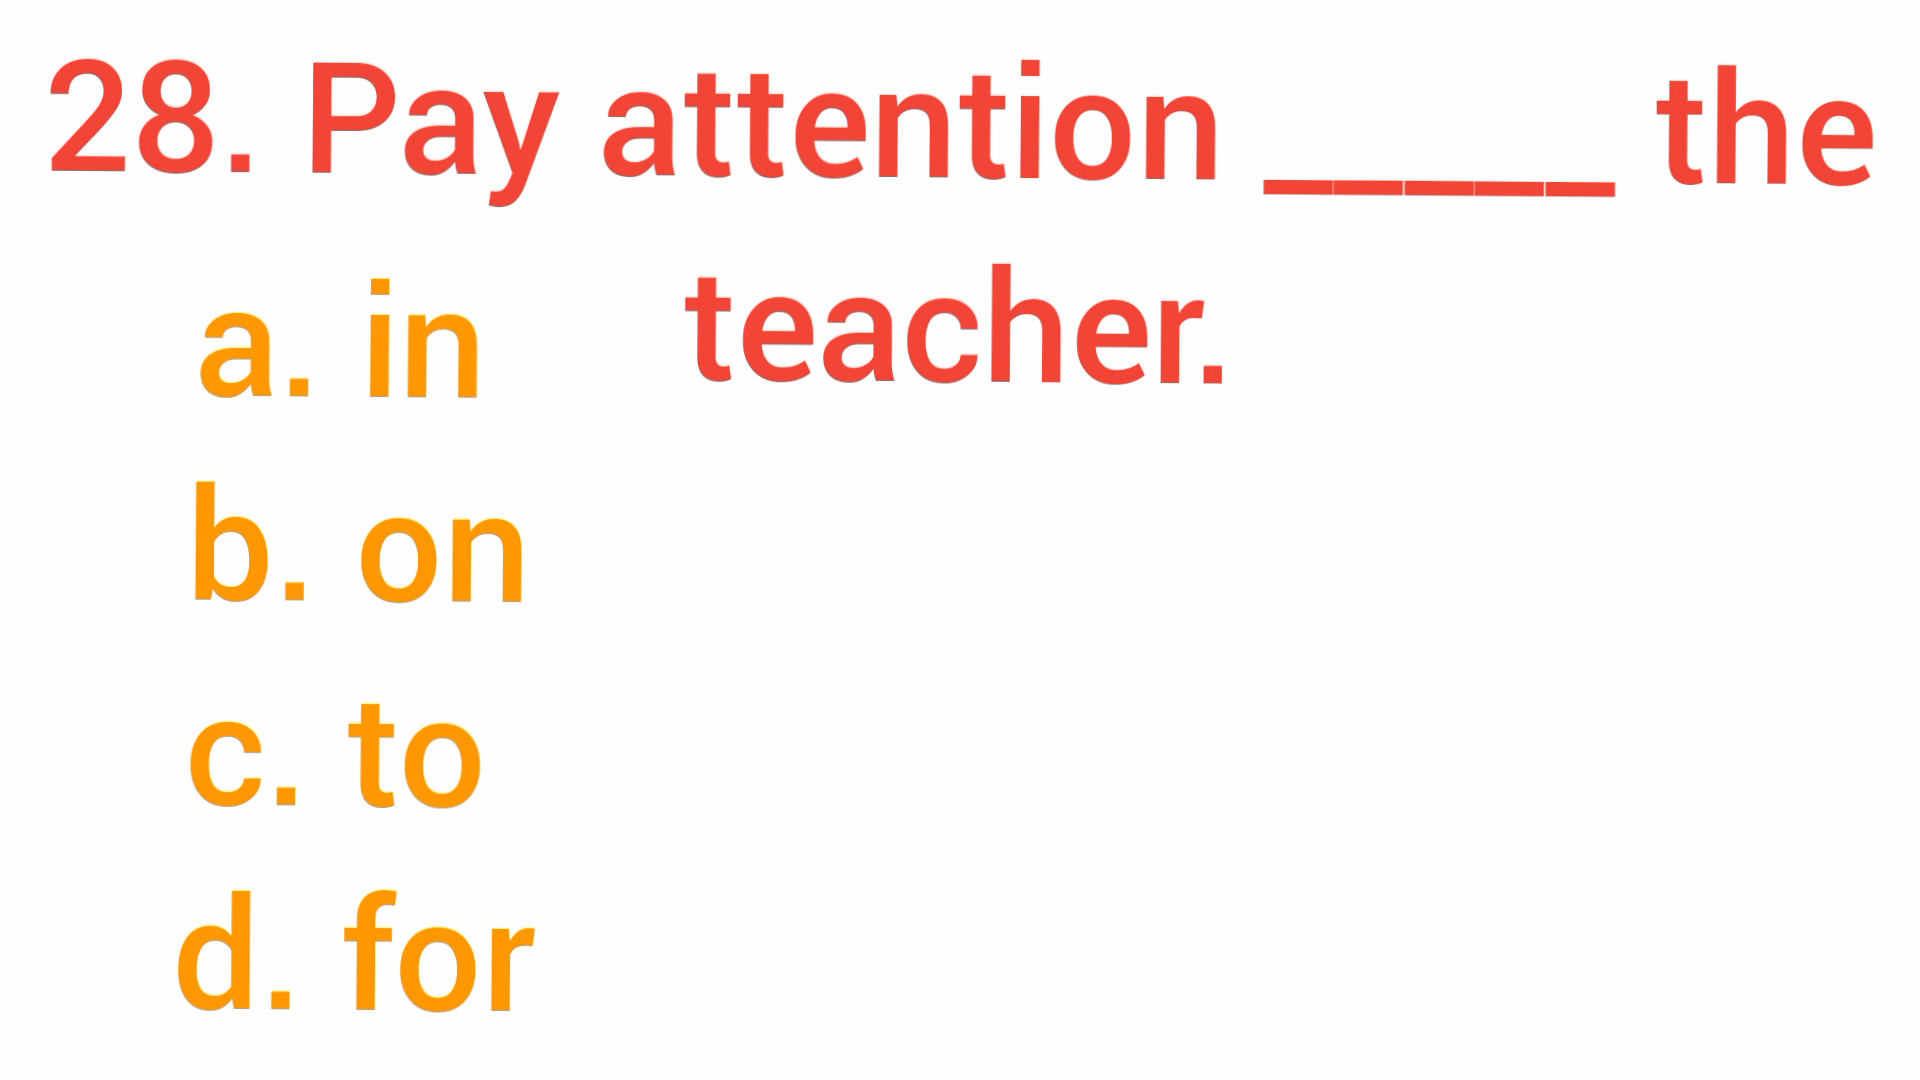 28. Pay attention _____ the
teacher.
a. in
b. on
c. to
d. for